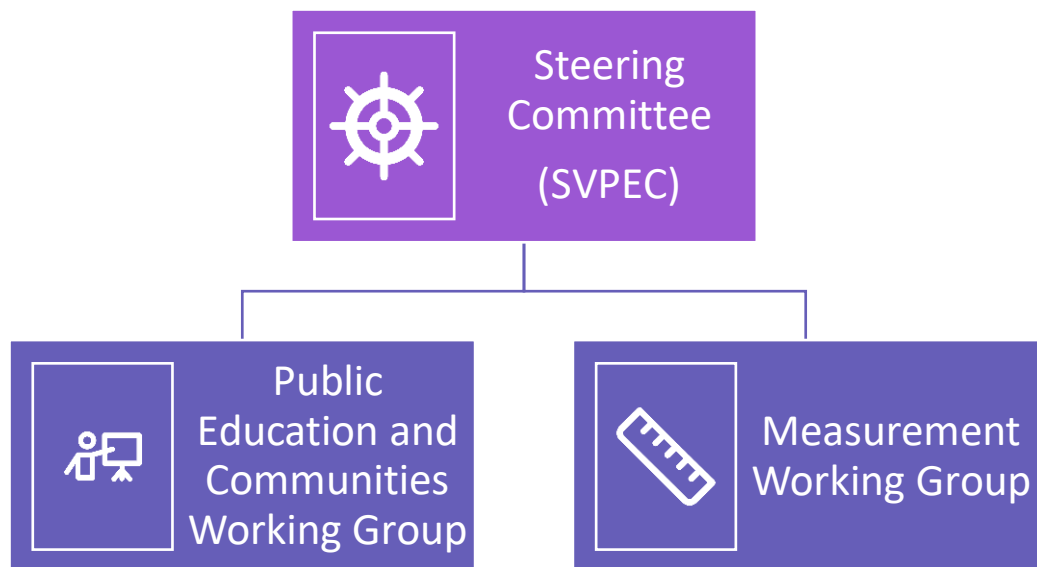 Steering
Committee
(SVPEC)
Public
Education and
Communities
Working Group
Measurement
Working Group